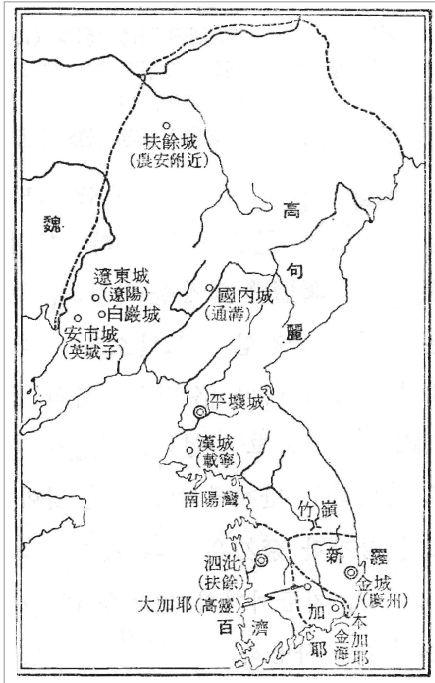 扶餘城
(農安附近)
魏
高
句
麗
遼東城
(遼陽)
白巖城
安市城
(英城子)
國內城
(通溝)
平壤城
漢城
(載寧)
南陽灣
竹嶺
新羅
泗沘
(扶餘)
金城
(慶州)
大加耶(高靈)
加
耶
本加耶
(金海)
百濟